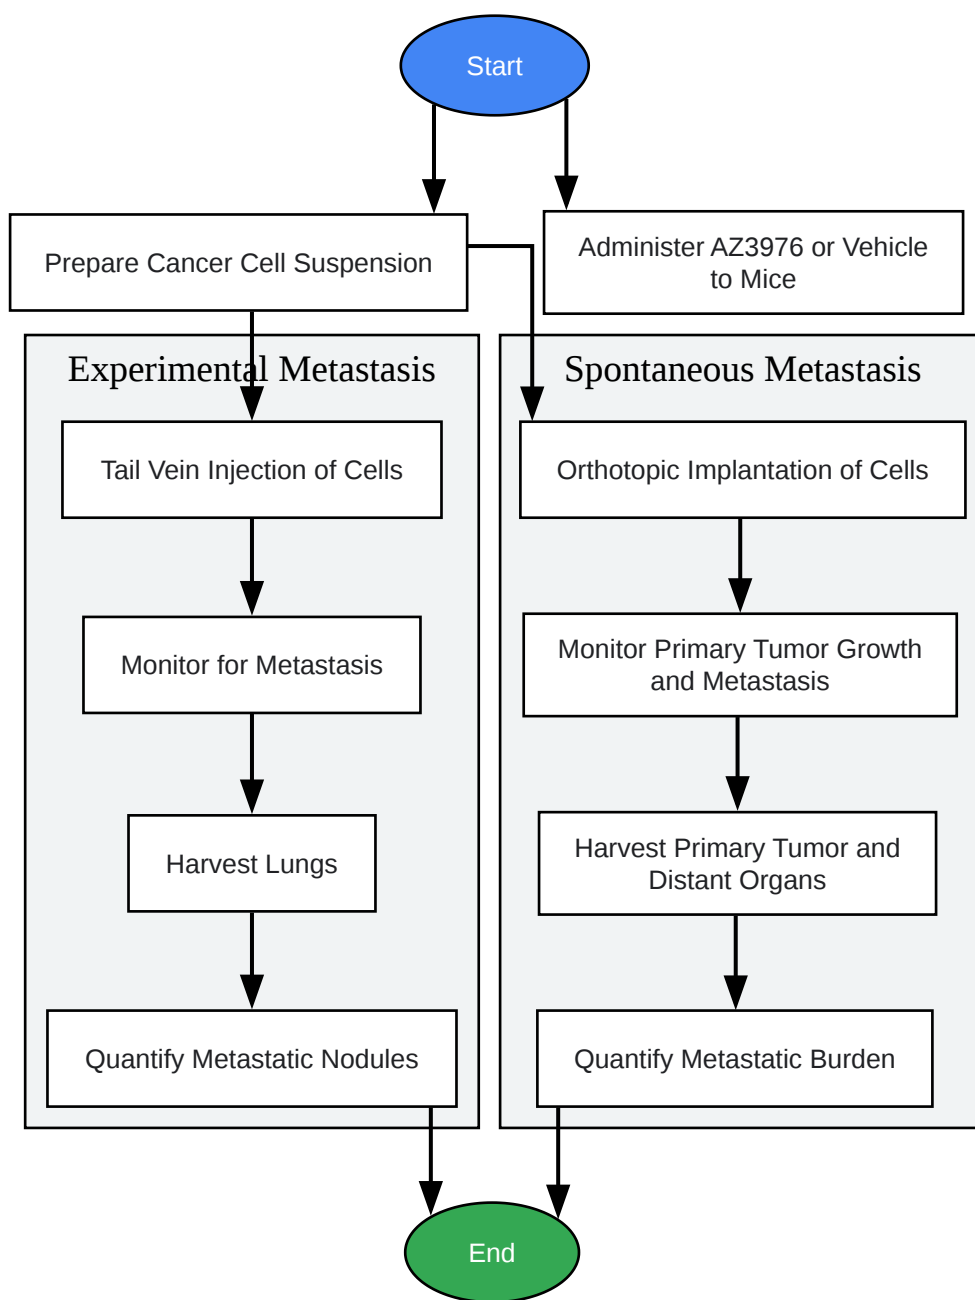 Start
Prepare Cancer Cell Suspension
Administer AZ3976 or Vehicle
to Mice
Experimental Metastasis
Tail Vein Injection of Cells
Monitor for Metastasis
Harvest Lungs
Quantify Metastatic Nodules
Spontaneous Metastasis
Orthotopic Implantation of Cells
Monitor Primary Tumor Growth
and Metastasis
Harvest Primary Tumor and
Distant Organs
Quantify Metastatic Burden
End